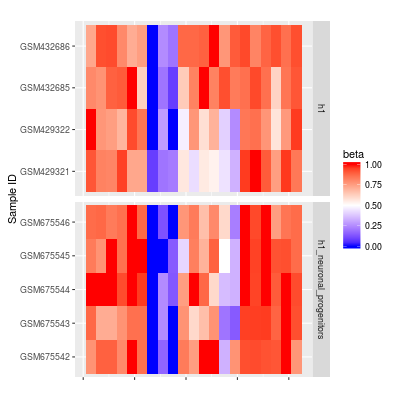 Sample ID
GSM432686
GSM432685
GSM429322
GSM429321
h1
GSM675546
GSM675545
GSM675544
GSM675543
GSM675542
h1_neuronal_progenitors
beta
1.00
0.75
0.50
0.25
0.00